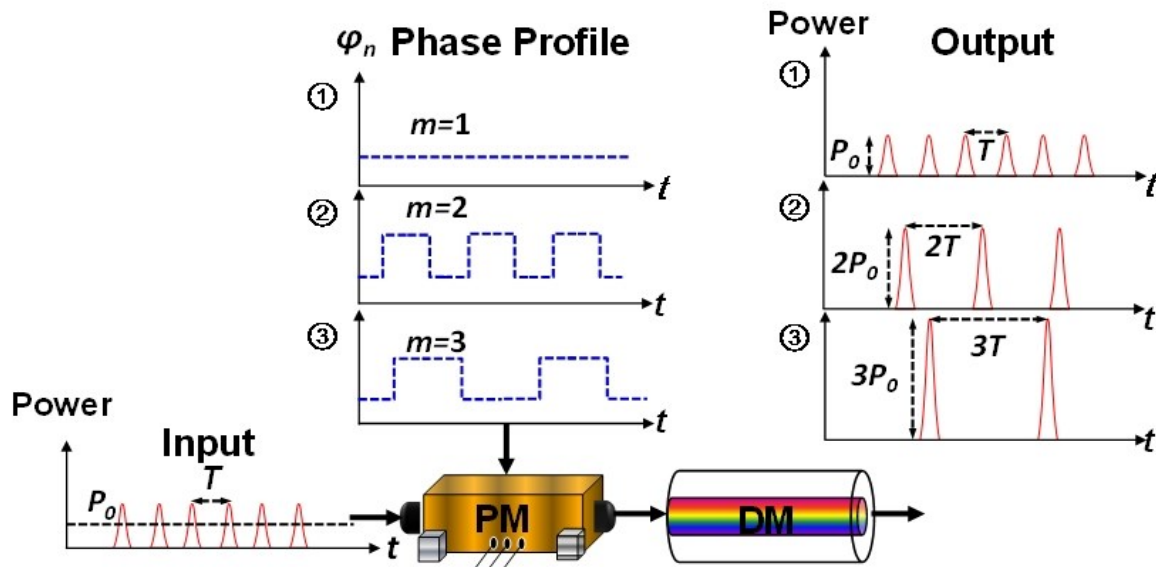 φn Phase Profile
① 
m=1
t
②
m=2
t
③
m=3
t
Power
Output
①
P0
T
t
②
2P0
2T
t
③
3P0
3T
t
Power
Input
P0
T
t
PM
DM